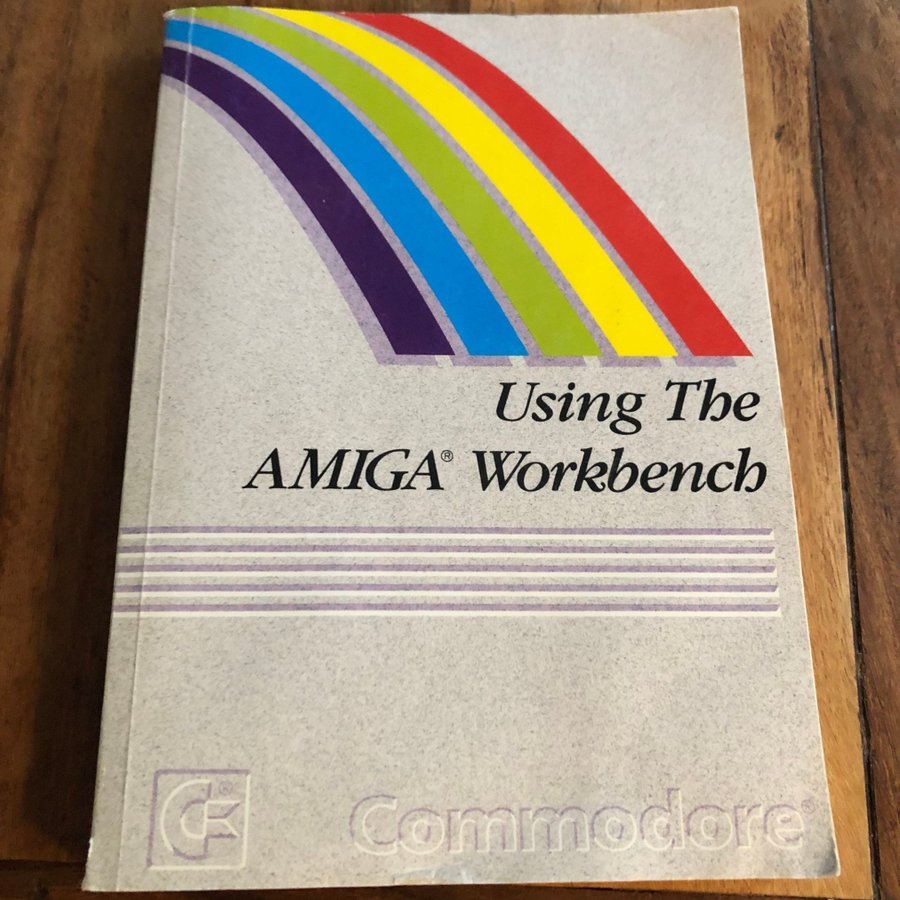 Using The
AMIGA® Workbench
C®
Commodore®